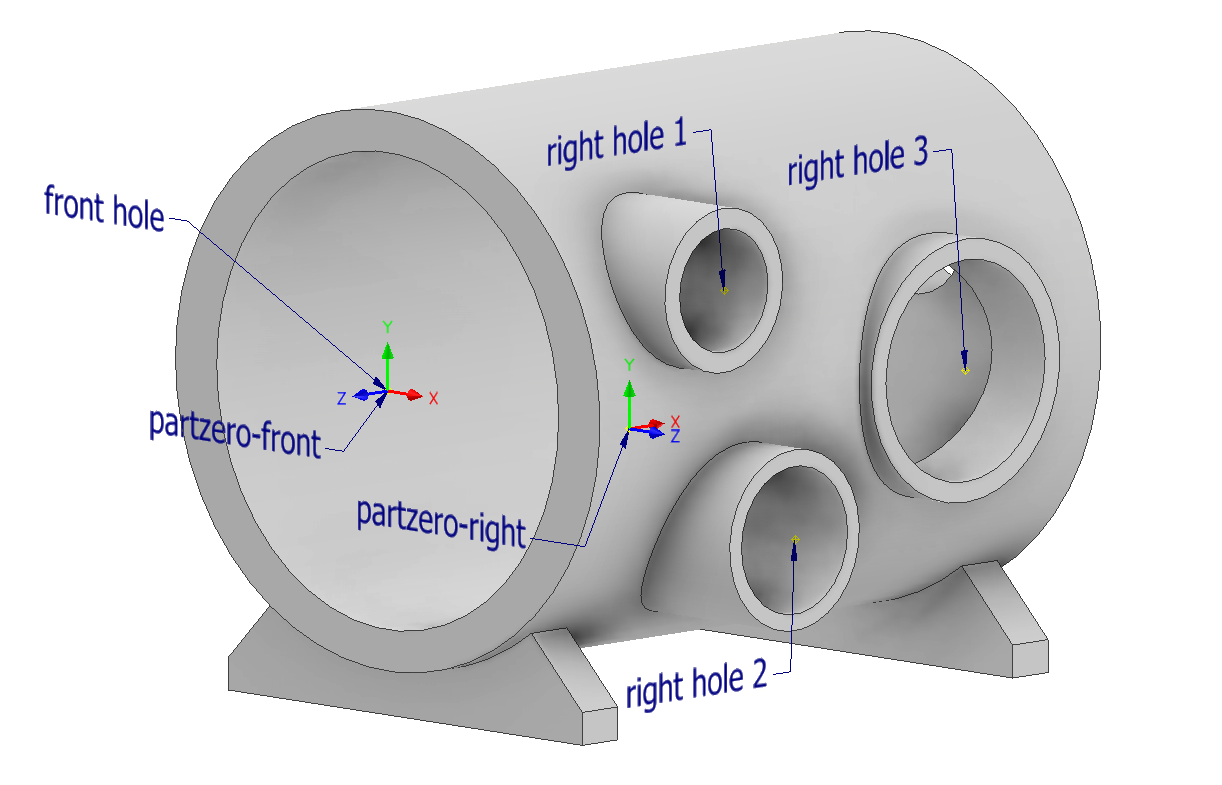 right hole 1
right hole 3
front hole
Y
Z
X
Y
X
Z
partzero-front
partzero-right
right hole 2